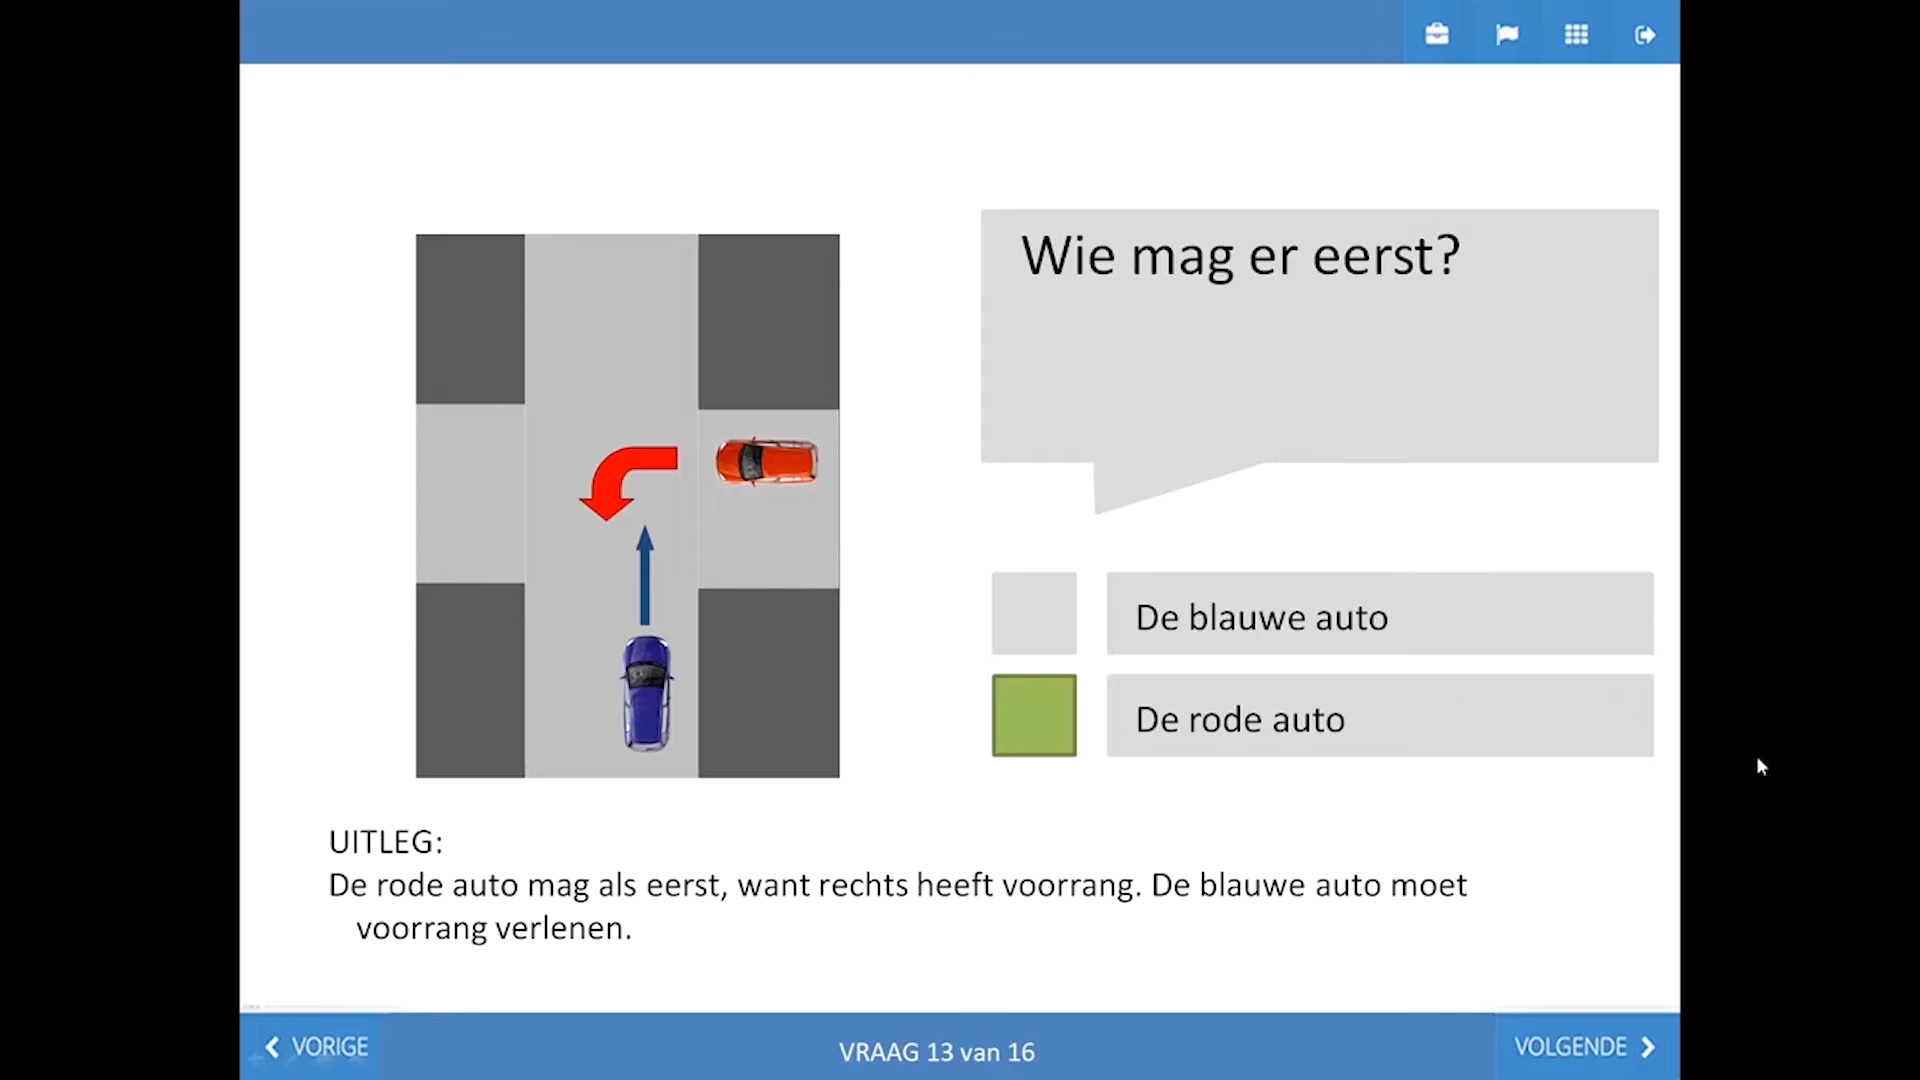 Wie mag er eerst?
De blauwe auto
De rode auto
UITLEG:
De rode auto mag als eerst, want rechts heeft voorrang. De blauwe auto moet
voorrang verlenen.
VORIGE
VRAAG 13 van 16
VOLGENDE